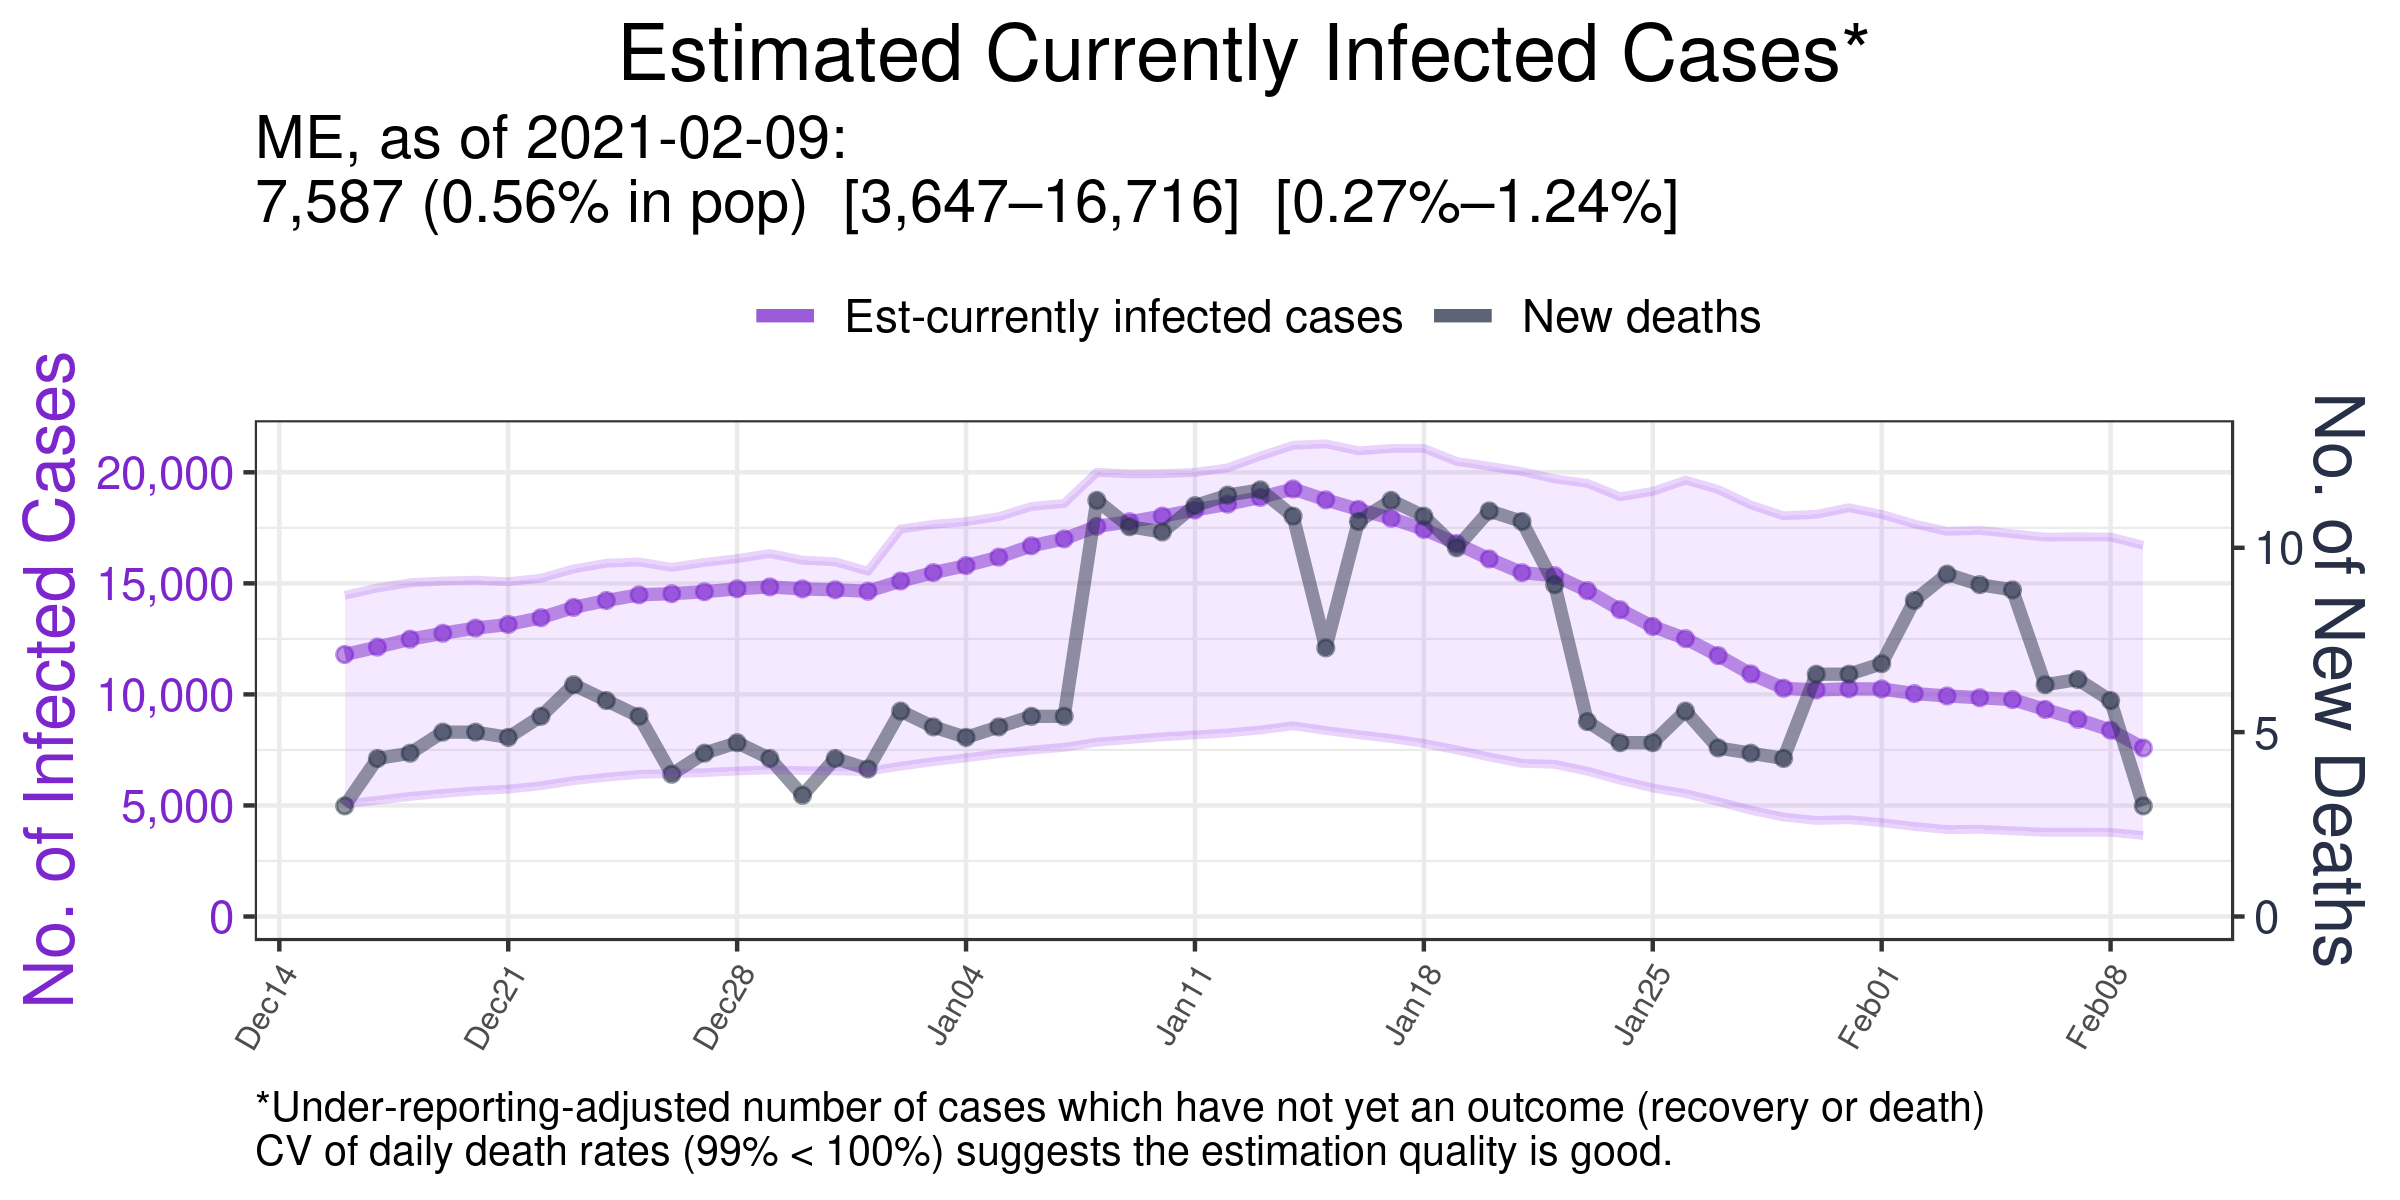 Estimated Currently Infected Cases*
ME, as of 2021-02-09:
7,587 (0.56% in pop)  [3,647–16,716]  [0.27%–1.24%]
Est-currently infected cases
New deaths
No. of Infected Cases
20,000
15,000
10,000
5,000
0
No. of New Deaths
10
5
0
Dec14
Dec21
Dec28
Jan04
Jan11
Jan18
Jan25
Feb01
Feb08
*Under-reporting-adjusted number of cases which have not yet an outcome (recovery or death)
CV of daily death rates (99% < 100%) suggests the estimation quality is good.